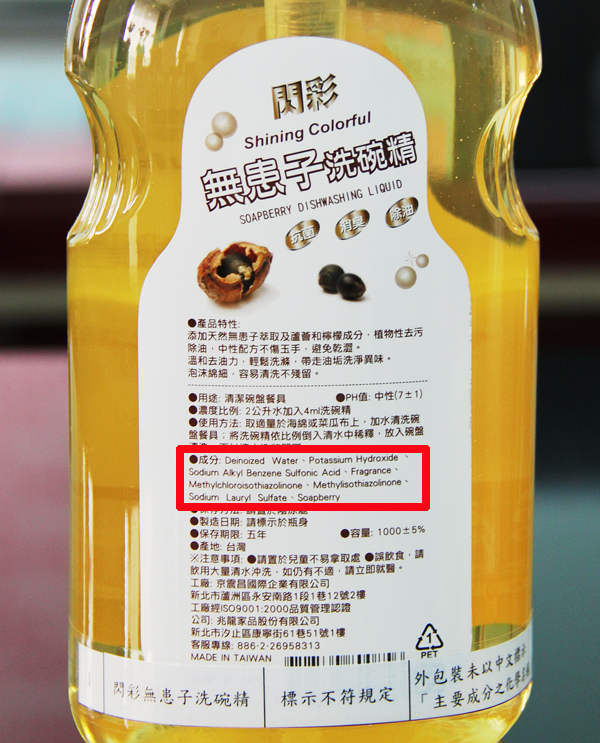 閃彩
Shining Colorful
無患子洗碗精
SOAPBERRY DISHWASHING LIQUID
抗菌 消臭 除油
●產品特性:
添加天然無患子萃取及蘆薈和檸檬成分，植物性去污
除油，中性配方不傷玉手，避免乾澀。
溫和去油力，輕鬆洗滌，帶走油垢洗淨異味。
泡沫綿細，容易清洗不殘留。
●用途: 清潔碗盤餐具 ●PH值: 中性(7±1)
●濃度比例: 2公升水加入4ml洗碗精
●使用方法: 取適量於海綿或菜瓜布上，加水清洗碗
盤餐具；將洗碗精依比例倒入清水中稀釋，放入碗盤
●成分: Deinoized Water、Potassium Hydroxide、
Sodium Alkyl Benzene Sulfonic Acid、Fragrance、
Methylchloroisothiazolinone、Methylisothiazolinone、
Sodium Lauryl Sulfate、Soapberry
●保存方法: 請置於陰涼處
●製造日期: 請標示於瓶身
●保存期限: 五年 ●容量: 1000±5%
●產地: 台灣
※注意事項: ●請置於兒童不易拿取處 ●誤飲食，請
飲用大量清水沖洗，如仍有不適，請立即就醫。
工廠: 京震昌國際企業有限公司
新北市蘆洲區永安南路1段1巷12號2樓
工廠經ISO9001:2000品質管理認證
公司: 兆龍家品股份有限公司
新北市汐止區康寧街61巷51號1樓
客服專線: 886-2-26958313
MADE IN TAIWAN
1
PET
閃彩無患子洗碗精
標示不符規定
外包裝未以中文標示
「主要成分之化學